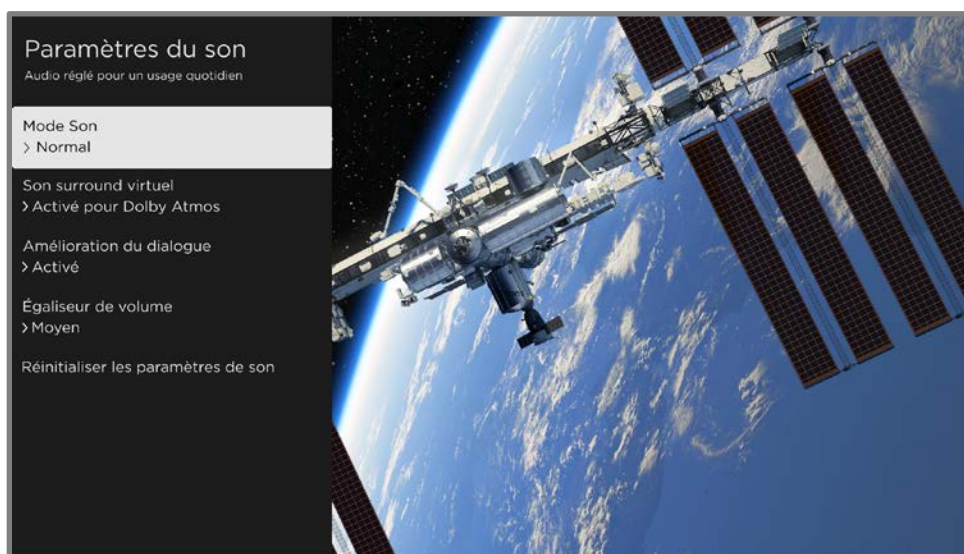 Paramètres du son
Audio réglé pour un usage quotidien
Mode Son
> Normal
Son surround virtuel
> Activé pour Dolby Atmos
Amélioration du dialogue
> Activé
Égaliseur de volume
> Moyen
Réinitialiser les paramètres de son